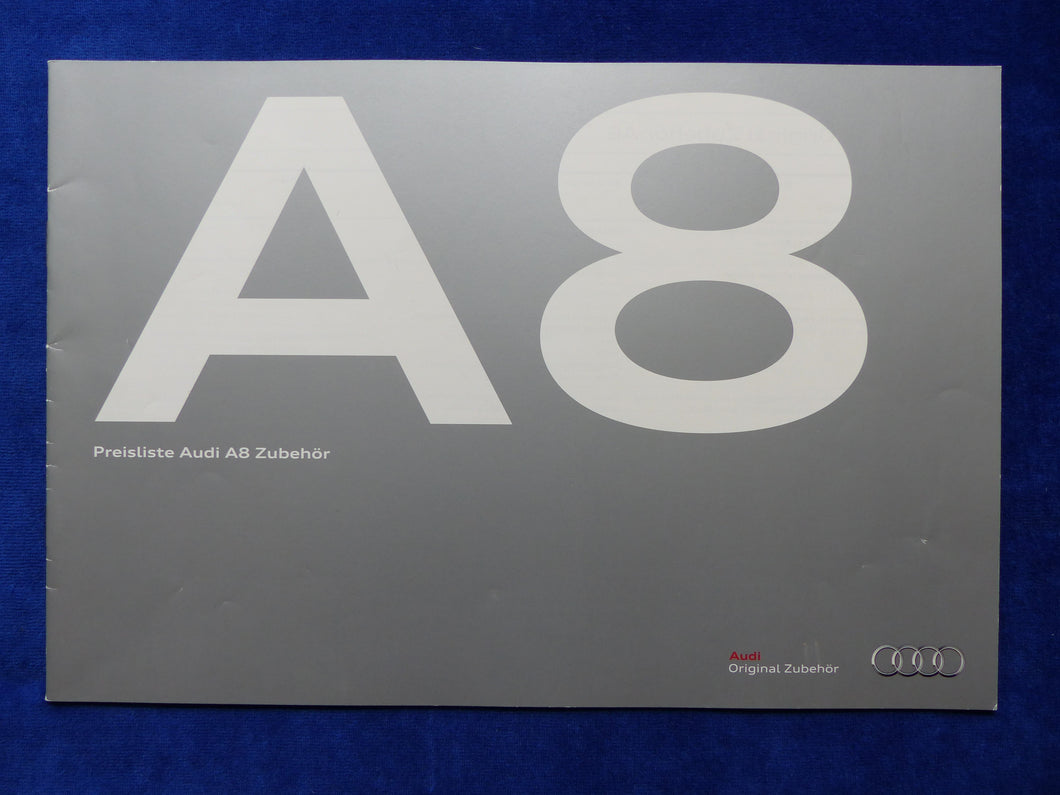 A8
Preisliste Audi A8 Zubehör
Audi
Original Zubehör